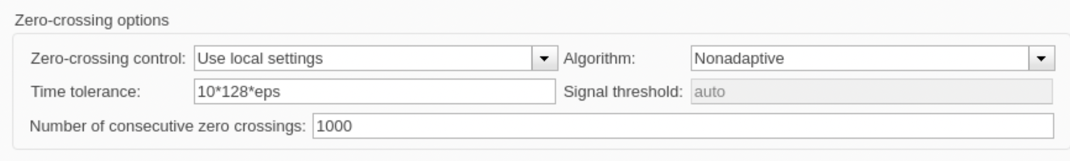 Zero-crossing options
Zero-crossing control: Use local settings Algorithm: Nonadaptive
Time tolerance: 10*128*eps Signal threshold: auto
Number of consecutive zero crossings: 1000